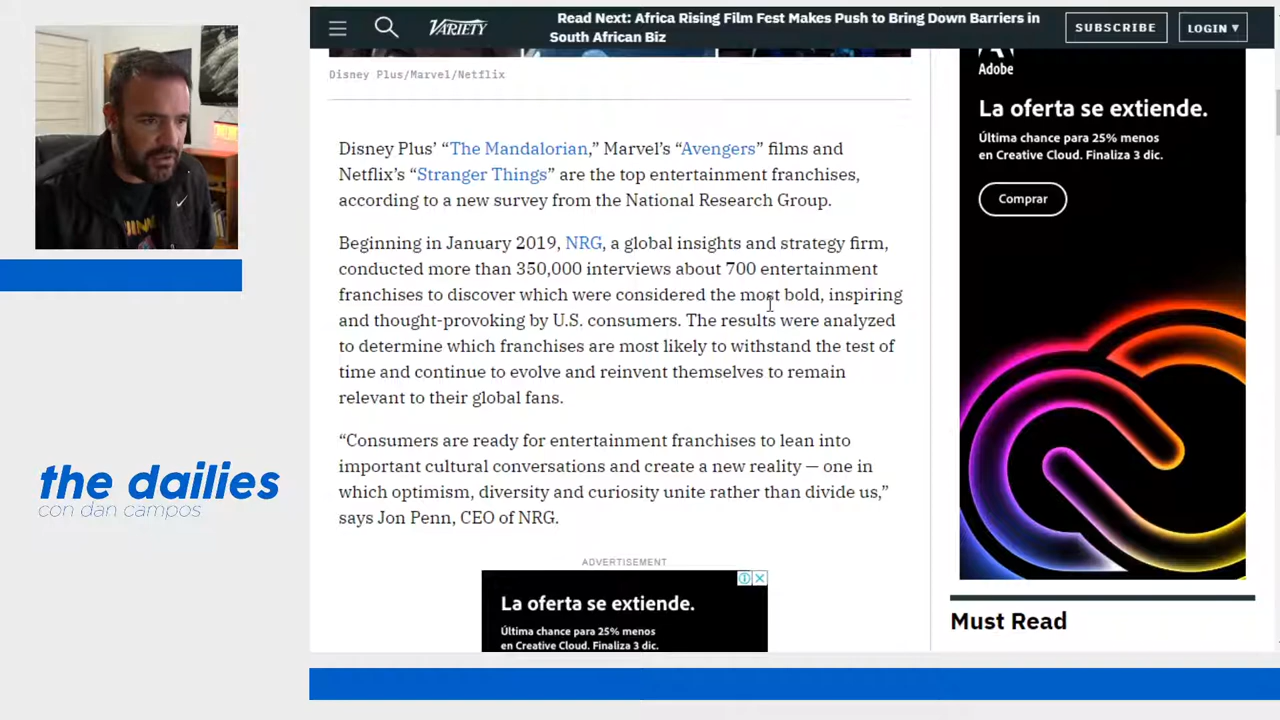 Read Next: Africa Rising Film Fest Makes Push to Bring Down Barriers in
South African Biz
VARIETY
SUBSCRIBE
LOGIN ▾
Disney Plus/Marvel/Netflix
Disney Plus’ “The Mandalorian,” Marvel’s “Avengers” films and
Netflix’s “Stranger Things” are the top entertainment franchises,
according to a new survey from the National Research Group.
Beginning in January 2019, NRG, a global insights and strategy firm,
conducted more than 350,000 interviews about 700 entertainment
franchises to discover which were considered the most bold, inspiring
and thought-provoking by U.S. consumers. The results were analyzed
to determine which franchises are most likely to withstand the test of
time and continue to evolve and reinvent themselves to remain
relevant to their global fans.
“Consumers are ready for entertainment franchises to lean into
important cultural conversations and create a new reality — one in
which optimism, diversity and curiosity unite rather than divide us,”
says Jon Penn, CEO of NRG.
ADVERTISEMENT
La oferta se extiende.
Última chance para 25% menos
en Creative Cloud. Finaliza 3 dic.
Adobe
La oferta se extiende.
Última chance para 25% menos
en Creative Cloud. Finaliza 3 dic.
Comprar
Must Read
the dailies
con dan campos